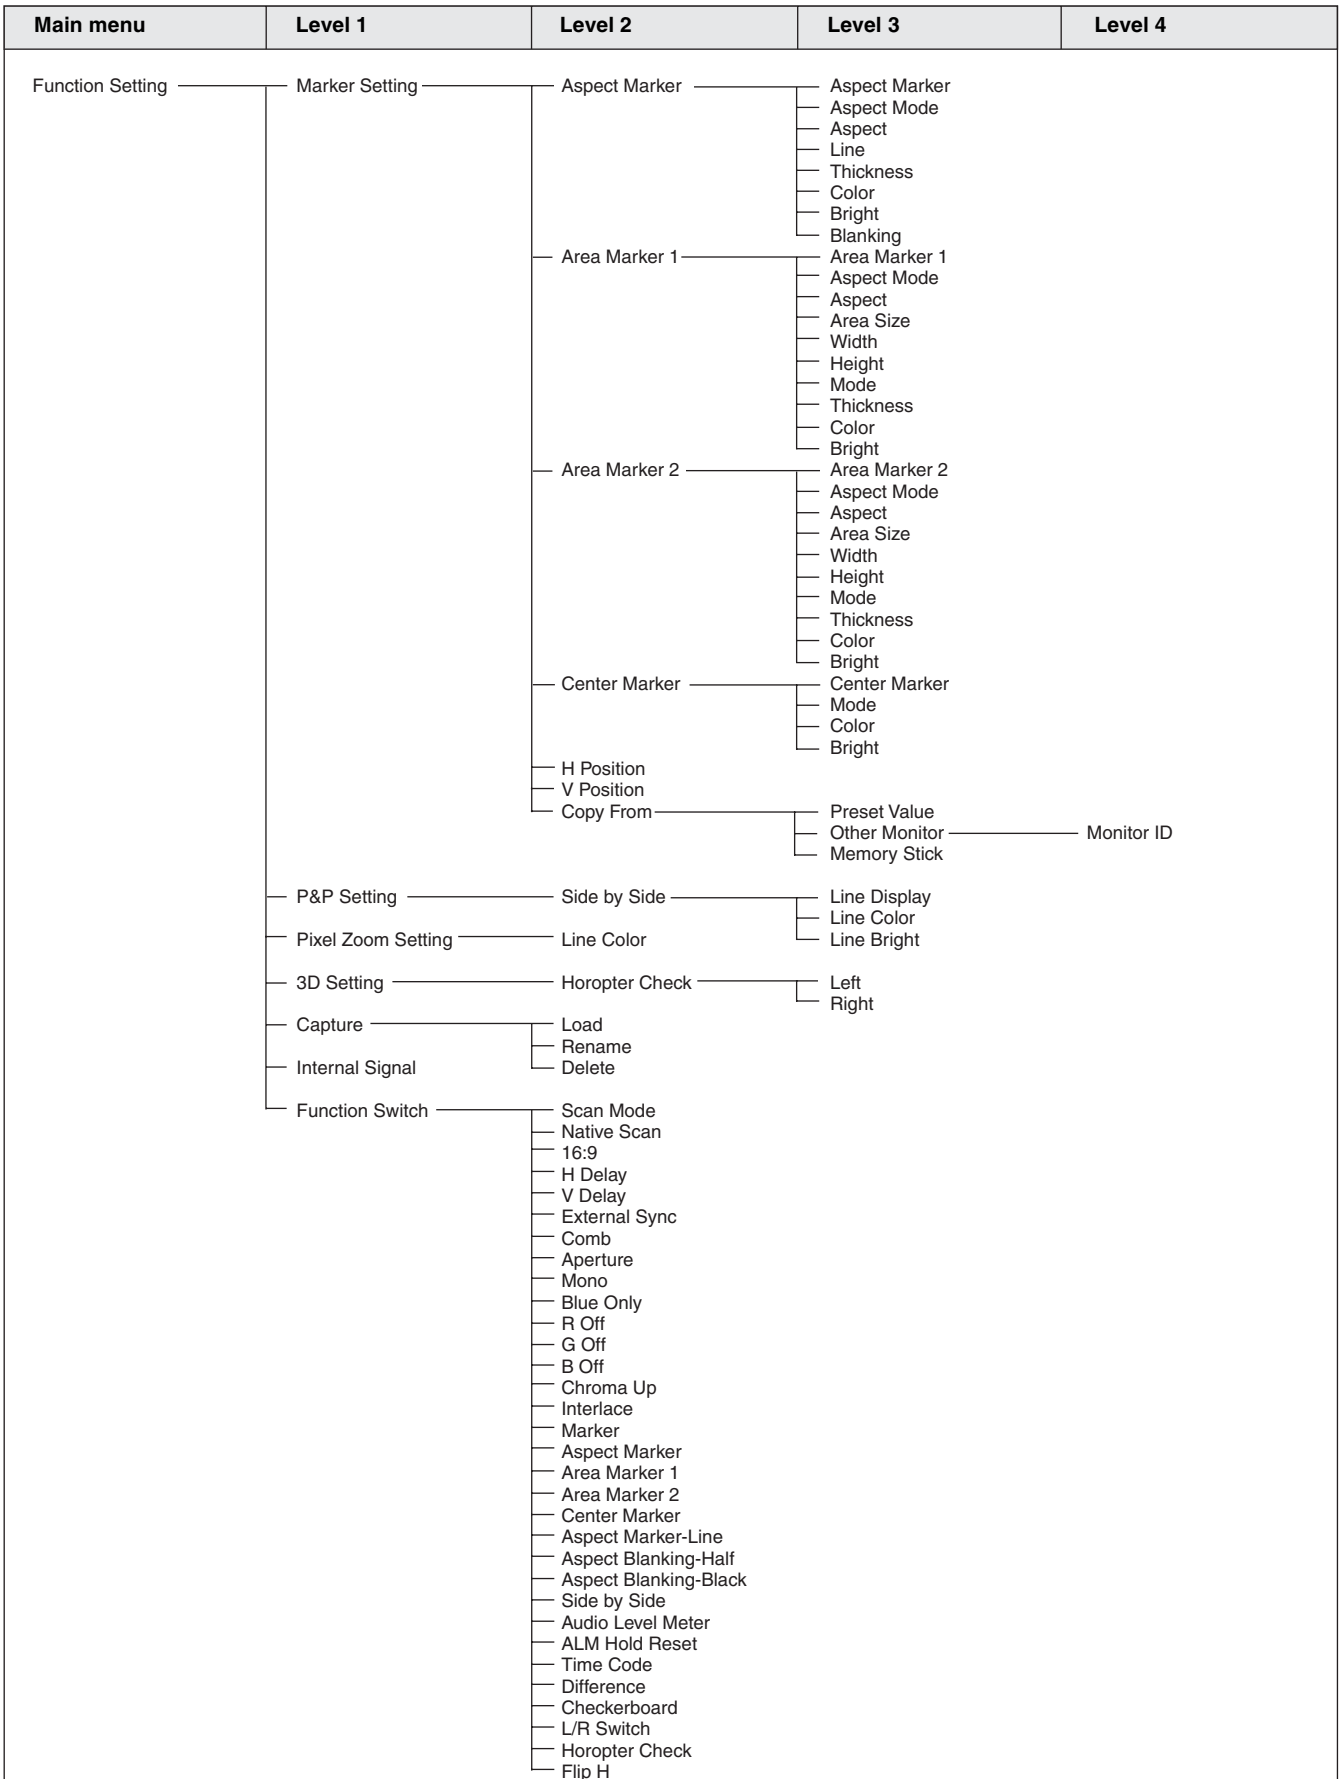 Main menu Level 1 Level 2 Level 3 Level 4
Function Setting Marker Setting Aspect Marker Aspect Marker
Aspect Mode
Aspect
Line
Thickness
Color
Bright
Blanking
Area Marker 1 Area Marker 1
Aspect Mode
Aspect
Area Size
Width
Height
Mode
Thickness
Color
Bright
Area Marker 2 Area Marker 2
Aspect Mode
Aspect
Area Size
Width
Height
Mode
Thickness
Color
Bright
Center Marker Center Marker
Mode
Color
Bright
H Position
V Position
Copy From Preset Value
Other Monitor Monitor ID
Memory Stick
P&P Setting Side by Side Line Display
Line Color
Pixel Zoom Setting Line Color Line Bright
3D Setting Horopter Check Left
Right
Capture Load
Rename
Internal Signal Delete
Function Switch Scan Mode
Native Scan
16:9
H Delay
V Delay
External Sync
Comb
Aperture
Mono
Blue Only
R Off
G Off
B Off
Chroma Up
Interlace
Marker
Aspect Marker
Area Marker 1
Area Marker 2
Center Marker
Aspect Marker-Line
Aspect Blanking-Half
Aspect Blanking-Black
Side by Side
Audio Level Meter
ALM Hold Reset
Time Code
Difference
Checkerboard
L/R Switch
Horopter Check
Flip H